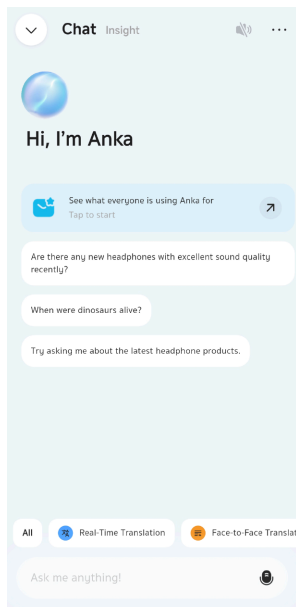 Chat Insight
Hi, I'm Anka
See what everyone is using Anka for
Tap to start
Are there any new headphones with excellent sound quality
recently?
When were dinosaurs alive?
Try asking me about the latest headphone products.
All Real-Time Translation Face-to-Face Translat
Ask me anything!